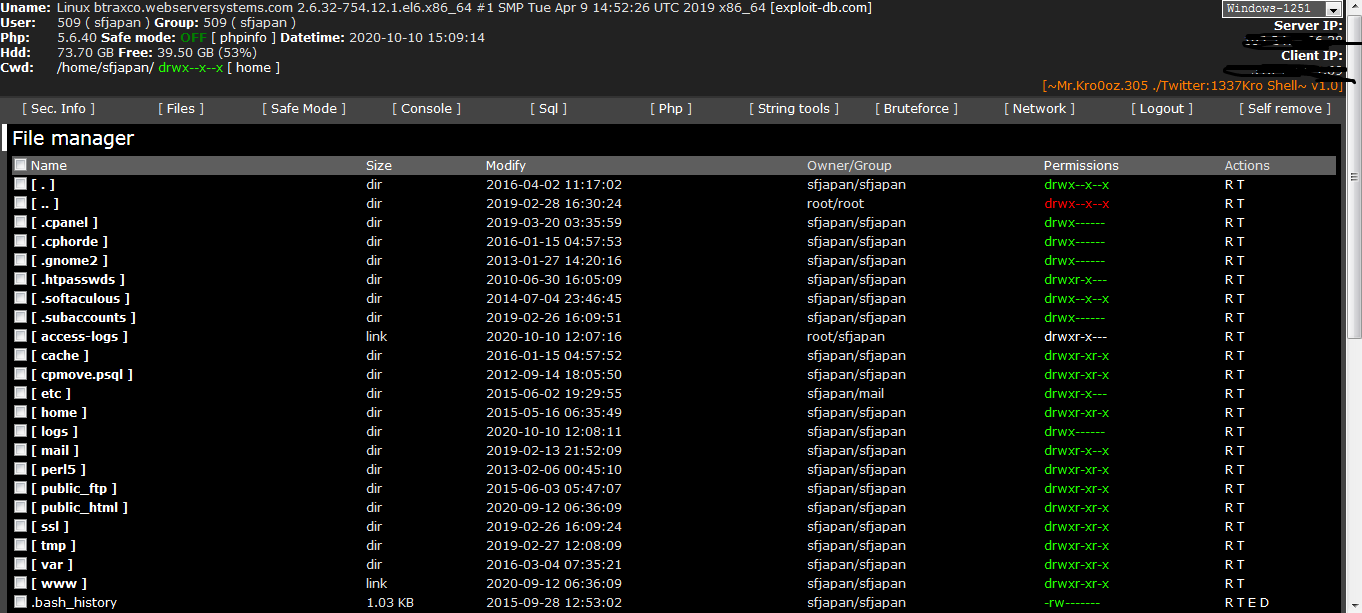 Uname: Linux btraxco.webserversystems.com 2.6.32-754.12.1.el6.x86_64 #1 SMP Tue Apr 9 14:52:26 UTC 2019 x86_64 [exploit-db.com]
Windows-1251
User: 509 ( sfjapan ) Group: 509 ( sfjapan )
Server IP:
Php: 5.6.40 Safe mode: OFF [ phpinfo ] Datetime: 2020-10-10 15:09:14
Hdd: 73.70 GB Free: 39.50 GB (53%)
Client IP:
Cwd: /home/sfjapan/ drwx--x--x [ home ]
[~Mr.Kro0oz.305 ./Twitter:1337Kro Shell~ v1.0]
[ Sec. Info ] [ Files ] [ Safe Mode ] [ Console ] [ Sql ] [ Php ] [ String tools ] [ Bruteforce ] [ Network ] [ Logout ] [ Self remove ]
File manager
Name Size Modify Owner/Group Permissions Actions
[ . ] dir 2016-04-02 11:17:02 sfjapan/sfjapan drwx--x--x R T
[ .. ] dir 2019-02-28 16:30:24 root/root drwx--x--x R T
[ .cpanel ] dir 2019-03-20 03:35:59 sfjapan/sfjapan drwx------ R T
[ .cphorde ] dir 2016-01-15 04:57:53 sfjapan/sfjapan drwx------ R T
[ .gnome2 ] dir 2013-01-27 14:20:16 sfjapan/sfjapan drwx------ R T
[ .htpasswds ] dir 2010-06-30 16:05:09 sfjapan/sfjapan drwxr-x--- R T
[ .softaculous ] dir 2014-07-04 23:46:45 sfjapan/sfjapan drwx--x--x R T
[ .subaccounts ] dir 2019-02-26 16:09:51 sfjapan/sfjapan drwx------ R T
[ access-logs ] link 2020-10-10 12:07:16 root/sfjapan drwxr-x--- R T
[ cache ] dir 2016-01-15 04:57:52 sfjapan/sfjapan drwxr-xr-x R T
[ cpmove.psql ] dir 2012-09-14 18:05:50 sfjapan/sfjapan drwxr-xr-x R T
[ etc ] dir 2015-06-02 19:29:55 sfjapan/mail drwxr-x--- R T
[ home ] dir 2015-05-16 06:35:49 sfjapan/sfjapan drwxr-xr-x R T
[ logs ] dir 2020-10-10 12:08:11 sfjapan/sfjapan drwx------ R T
[ mail ] dir 2019-02-13 21:52:09 sfjapan/sfjapan drwxr-x--x R T
[ perl5 ] dir 2013-02-06 00:45:10 sfjapan/sfjapan drwxr-xr-x R T
[ public_ftp ] dir 2015-06-03 05:47:07 sfjapan/sfjapan drwxr-xr-x R T
[ public_html ] dir 2020-09-12 06:36:09 sfjapan/sfjapan drwxr-xr-x R T
[ ssl ] dir 2019-02-26 16:09:24 sfjapan/sfjapan drwxr-xr-x R T
[ tmp ] dir 2019-02-27 12:08:09 sfjapan/sfjapan drwxr-xr-x R T
[ var ] dir 2016-03-04 07:35:21 sfjapan/sfjapan drwxr-xr-x R T
[ www ] link 2020-09-12 06:36:09 sfjapan/sfjapan drwxr-xr-x R T
.bash_history 1.03 KB 2015-09-28 12:53:02 sfjapan/sfjapan -rw------- R T E D